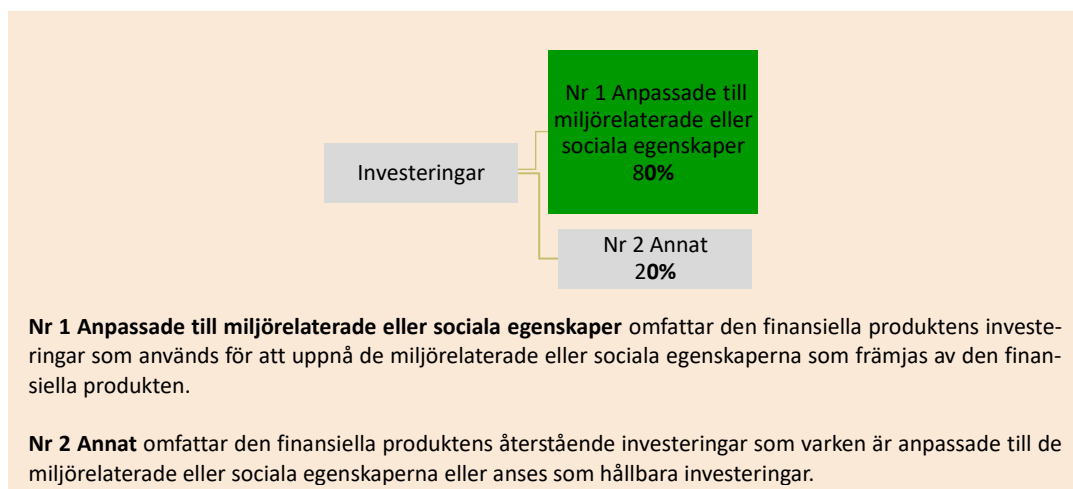 Nr 1 Anpassade till
miljörelaterade eller
sociala egenskaper
80%
Investeringar
Nr 2 Annat
20%
Nr 1 Anpassade till miljörelaterade eller sociala egenskaper omfattar den finansiella produktens investe-
ringar som används för att uppnå de miljörelaterade eller sociala egenskaperna som främjas av den finan-
siella produkten.
Nr 2 Annat omfattar den finansiella produktens återstående investeringar som varken är anpassade till de
miljörelaterade eller sociala egenskaperna eller anses som hållbara investeringar.